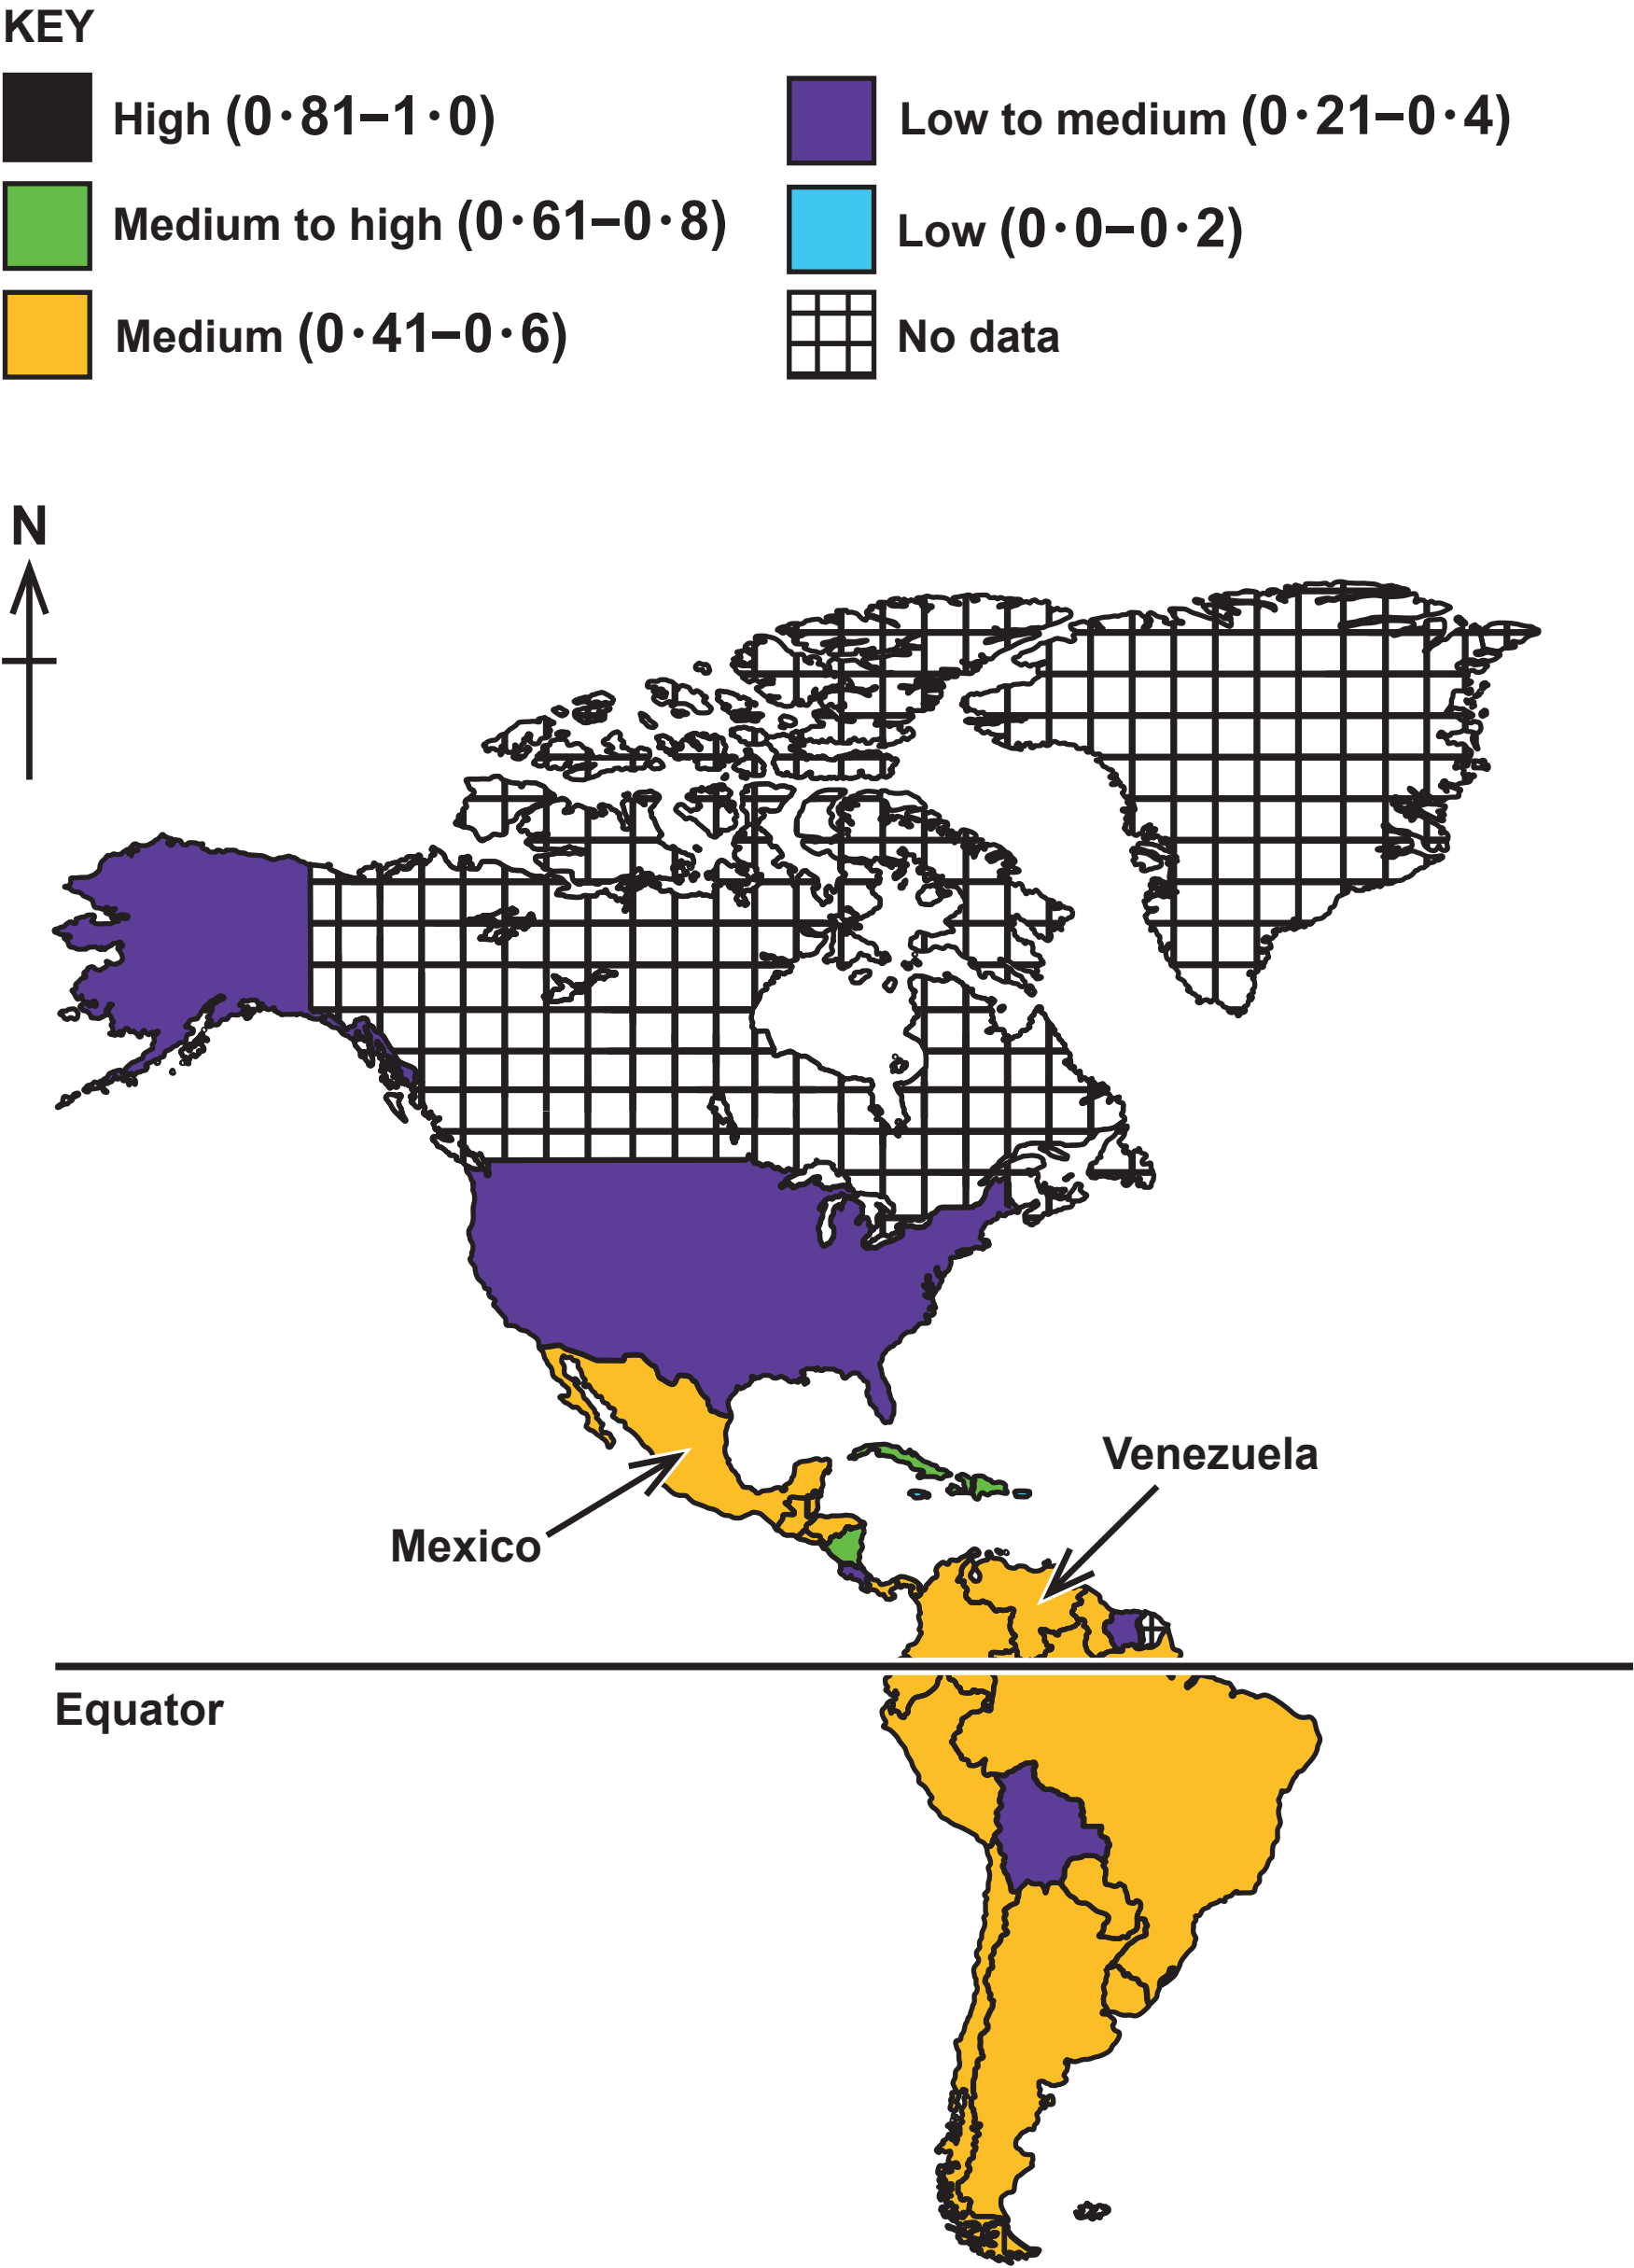 KEY
High (0·81–1·0)
Medium to high (0·61–0·8)
Medium (0·41–0·6)
Low to medium (0·21–0·4)
Low (0·0–0·2)
No data
N
Venezuela
Mexico
Equator